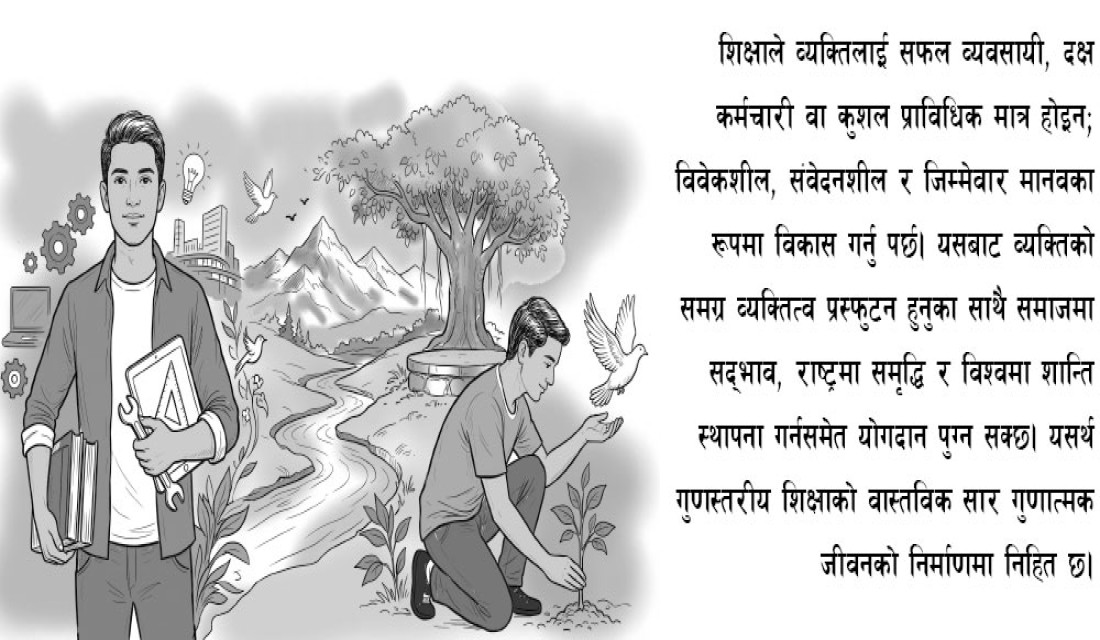 शिक्षाले व्यक्तिलाई सफल व्यवसायी, दक्ष
कर्मचारी वा कुशल प्राविधिक मात्र होइन;
विवेकशील, संवेदनशील र जिम्मेवार मानवका
रूपमा विकास गर्नु पर्छ। यसबाट व्यक्तिको
समग्र व्यक्तित्व प्रस्फुटन हुनुका साथै समाजमा
सद्‌भाव, राष्ट्रमा समृद्धि र विश्वमा शान्ति
स्थापना गर्नसमेत योगदान पुग्न सक्छ। यसर्थ
गुणस्तरीय शिक्षाको वास्तविक सार गुणात्मक
जीवनको निर्माणमा निहित छ।